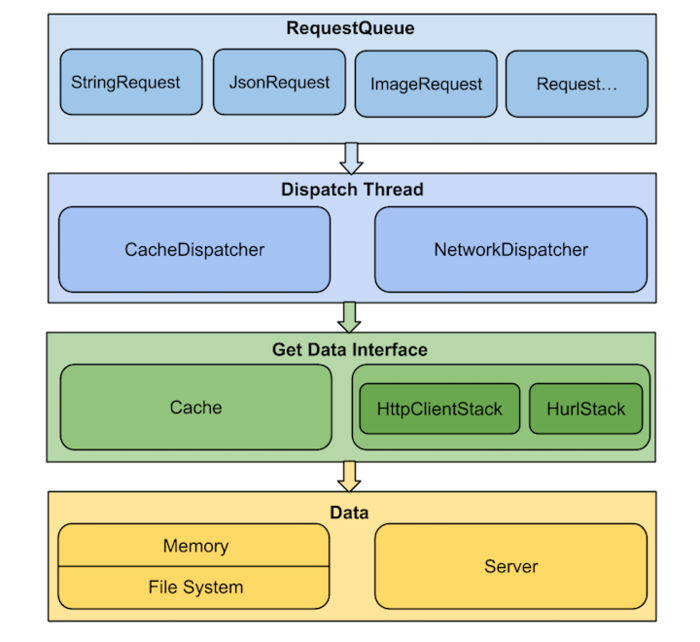 RequestQueue
StringRequest
JsonRequest
ImageRequest
Request...
Dispatch Thread
CacheDispatcher
NetworkDispatcher
Get Data Interface
Cache
HttpClientStack
HurlStack
Data
Memory
File System
Server